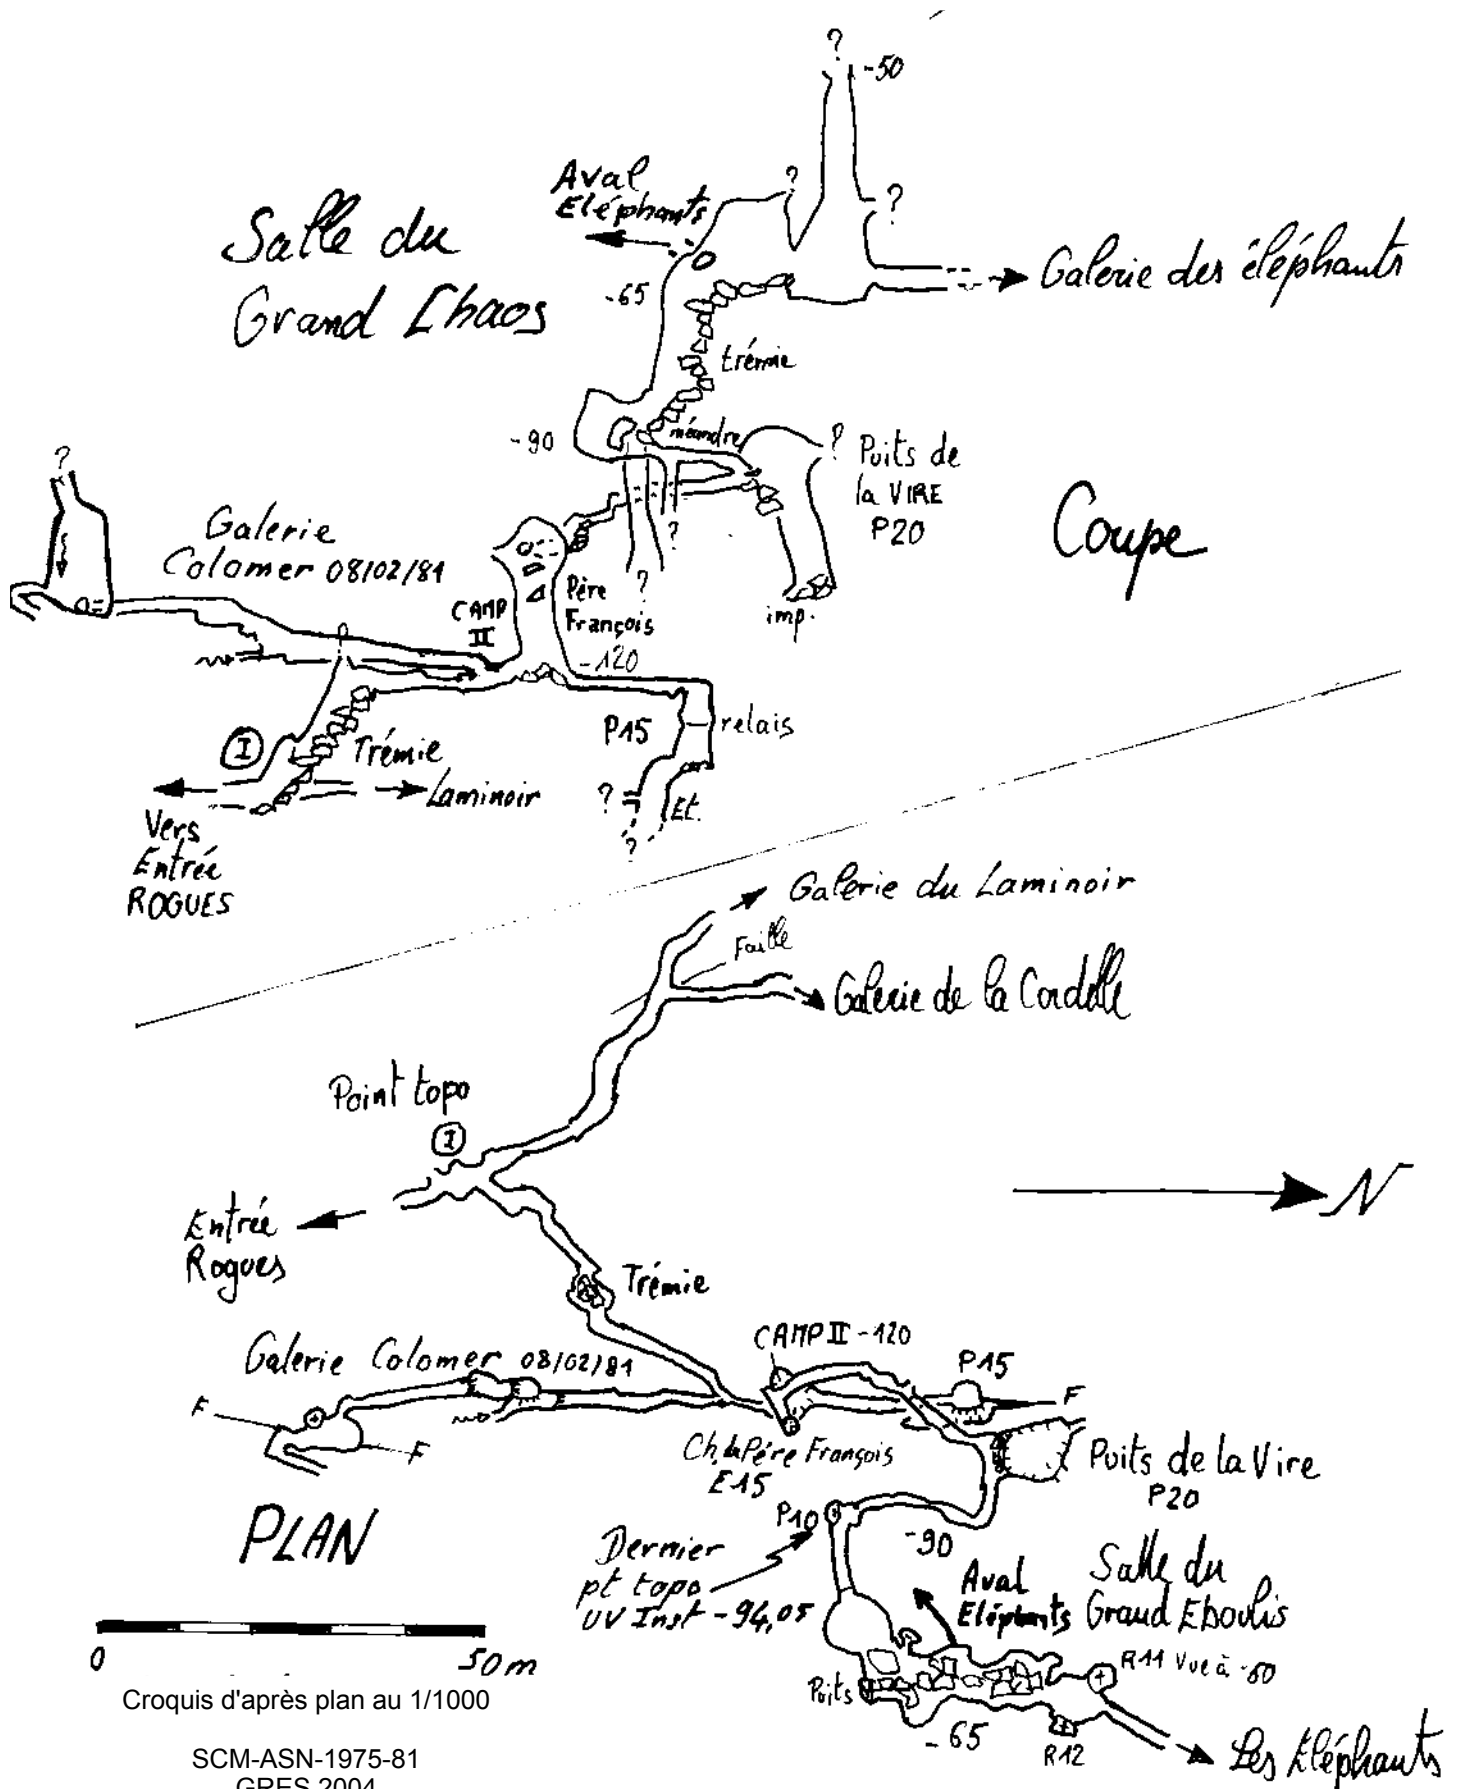 ?
-50
Aval
Eléphants
?
?
Salle du
Grand Chaos
-65
Galerie des éléphants
trémie
-90
méandre
?
Puits de
la VIRE
P20
?
Galerie
Colomer 08/02/81
Coupe
?
?
CAMP
II
Père
François
imp.
-120
I
Trémie
P15
relais
Laminoir
?
Et.
?
Vers
Entrée
ROGUES
Galerie du Laminoir
Faille
Galerie de la Cordelle
Point topo
I
N
Entrée
Rogues
Trémie
CAMP II -120
Galerie Colomer 08/02/81
P15
F
F
F
Ch. du Père François
E15
Puits de la Vire
P20
PLAN
P10
-90
Dernier
pt topo
UV Inst -94,05
Aval
Eléphants
Salle du
Grand Eboulis
R11 Vue à -50
Puits
-65
R12
Les Eléphants
0
50m
Croquis d'après plan au 1/1000
SCM-ASN-1975-81
GRES 2004